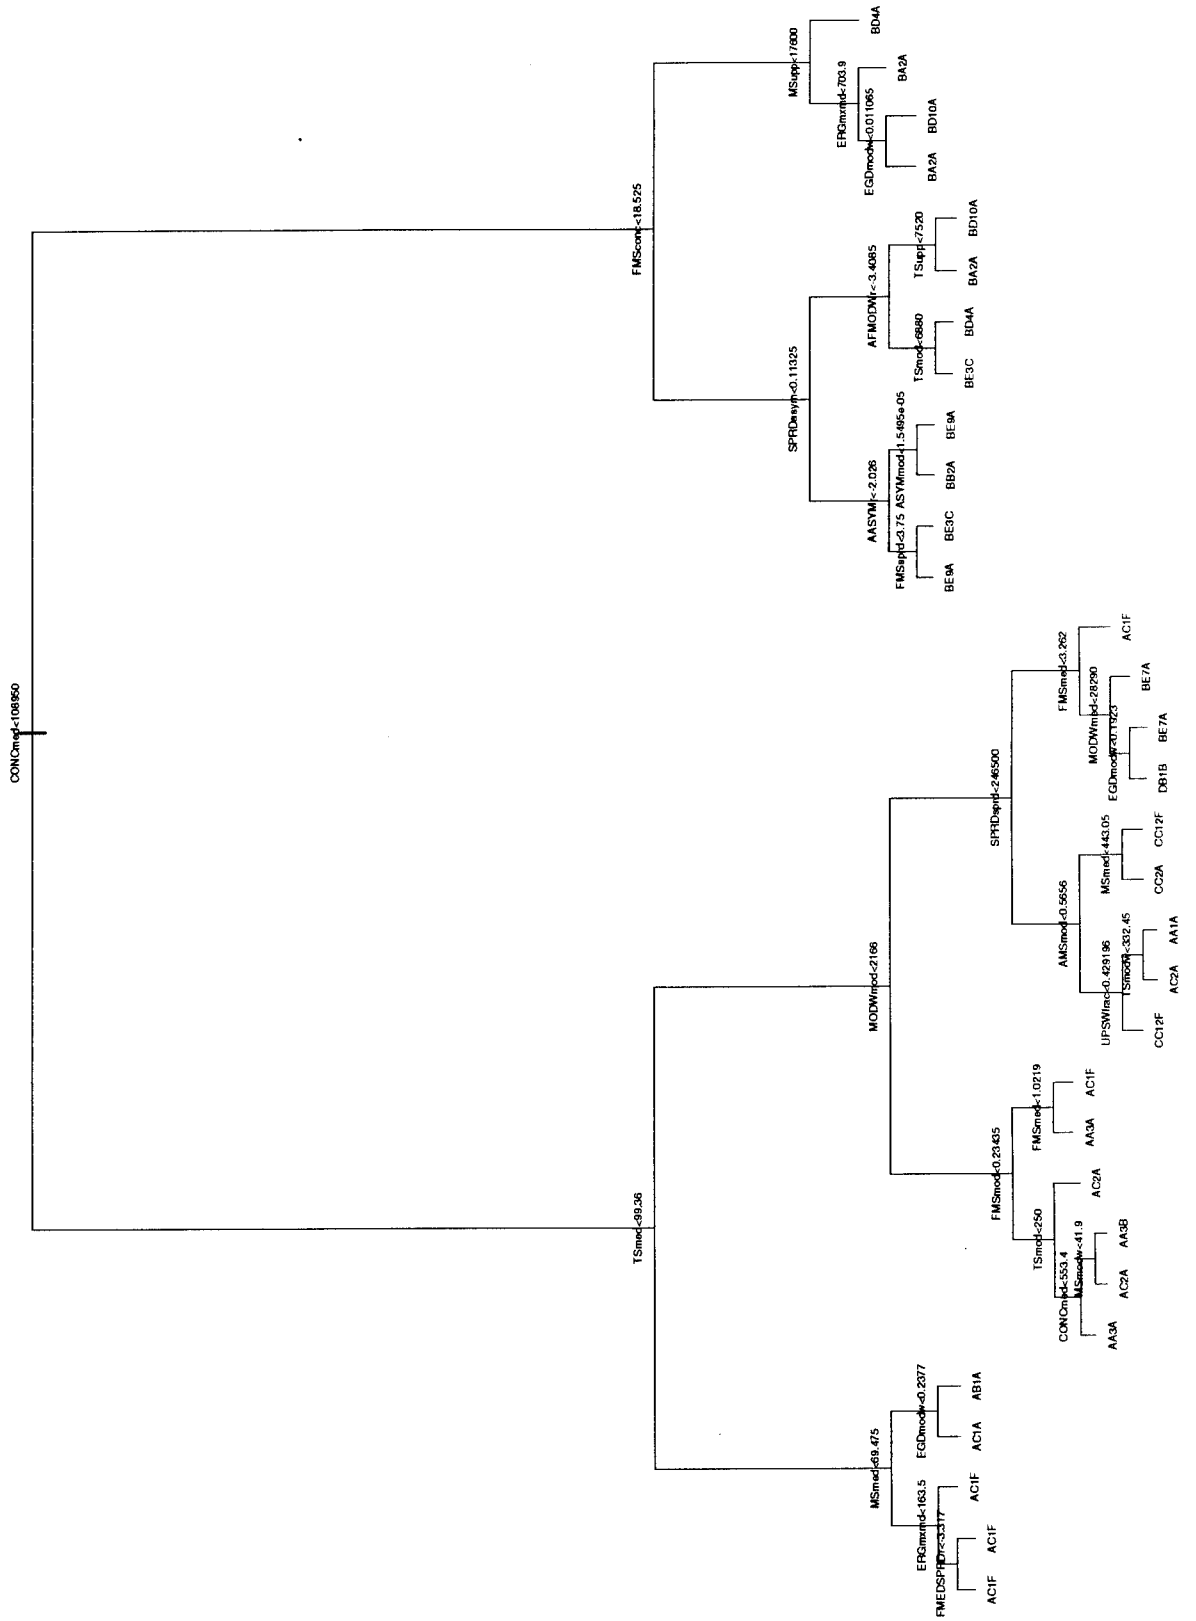 CONCmed<108950
TSmed<99.36
FMSconc<18.525
MSmed<69.475
MODWmod<2166
SPRDasym<0.11325
MSupp<17600
ERGmxmd<163.5
EGDmodw<0.2377
FMEDSPRDr<-3.317
AC1F
AC1F
AC1F
AC1A
AB1A
FMSmod<0.23435
SPRDsprd<246500
TSmod<250
FMSmed<1.0219
CONCmed<553.4
MSmodw<41.9
AA3A
AC2A
AA3B
AC2A
AA3A
AC1F
AMSmod<0.5656
FMSmed<3.262
UPSWfrac<0.429196
MSmed<443.05
TSmodw<332.45
CC12F
AC2A
AA1A
CC2A
CC12F
MODWmed<28290
EGDmodw<0.1923
DB1B
BE7A
BE7A
AC1F
AASYMr<-2.026
AFMODWr<-3.4085
FMSsprd<3.75
ASYMmod<1.5495e-05
BE9A
BE3C
BB2A
BE9A
TSmod<6880
TSupp<7520
BE3C
BD4A
BA2A
BD10A
ERGmxmd<703.9
EGDmodw<0.011065
BA2A
BD10A
BA2A
BD4A